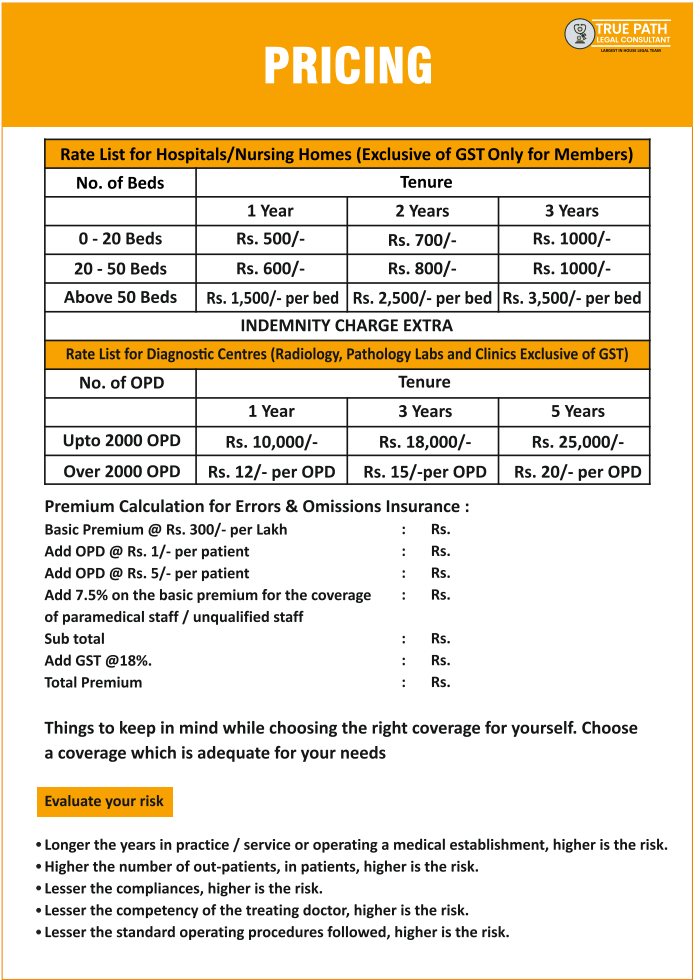 TRUE PATH
LEGAL CONSULTANT
LARGEST IN HOUSE LEGAL TEAM
PRICING
Rate List for Hospitals/Nursing Homes (Exclusive of GST Only for Members)
No. of Beds Tenure
1 Year 2 Years 3 Years
0 - 20 Beds Rs. 500/- Rs. 700/- Rs. 1000/-
20 - 50 Beds Rs. 600/- Rs. 800/- Rs. 1000/-
Above 50 Beds Rs. 1,500/- per bed Rs. 2,500/- per bed Rs. 3,500/- per bed
INDEMNITY CHARGE EXTRA
Rate List for Diagnostic Centres (Radiology, Pathology Labs and Clinics Exclusive of GST)
No. of OPD Tenure
1 Year 3 Years 5 Years
Upto 2000 OPD Rs. 10,000/- Rs. 18,000/- Rs. 25,000/-
Over 2000 OPD Rs. 12/- per OPD Rs. 15/-per OPD Rs. 20/- per OPD
Premium Calculation for Errors & Omissions Insurance :
Basic Premium @ Rs. 300/- per Lakh : Rs.
Add OPD @ Rs. 1/- per patient : Rs.
Add OPD @ Rs. 5/- per patient : Rs.
Add 7.5% on the basic premium for the coverage : Rs.
of paramedical staff / unqualified staff
Sub total : Rs.
Add GST @18%. : Rs.
Total Premium : Rs.
Things to keep in mind while choosing the right coverage for yourself. Choose
a coverage which is adequate for your needs
Evaluate your risk
• Longer the years in practice / service or operating a medical establishment, higher is the risk.
• Higher the number of out-patients, in patients, higher is the risk.
• Lesser the compliances, higher is the risk.
• Lesser the competency of the treating doctor, higher is the risk.
• Lesser the standard operating procedures followed, higher is the risk.